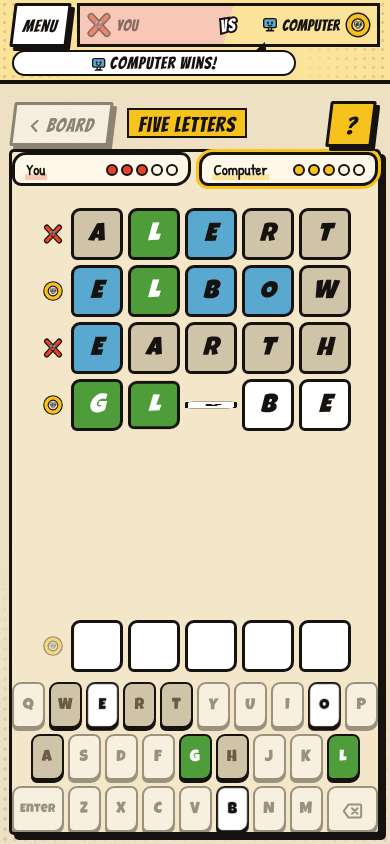 MENU YOU VS COMPUTER
COMPUTER WINS!
< BOARD FIVE LETTERS ?
You Computer
A L E R T
E L B O W
E A R T H
G L B E
Q W E R T Y U I O P
A S D F G H J K L
ENTER Z X C V B N M